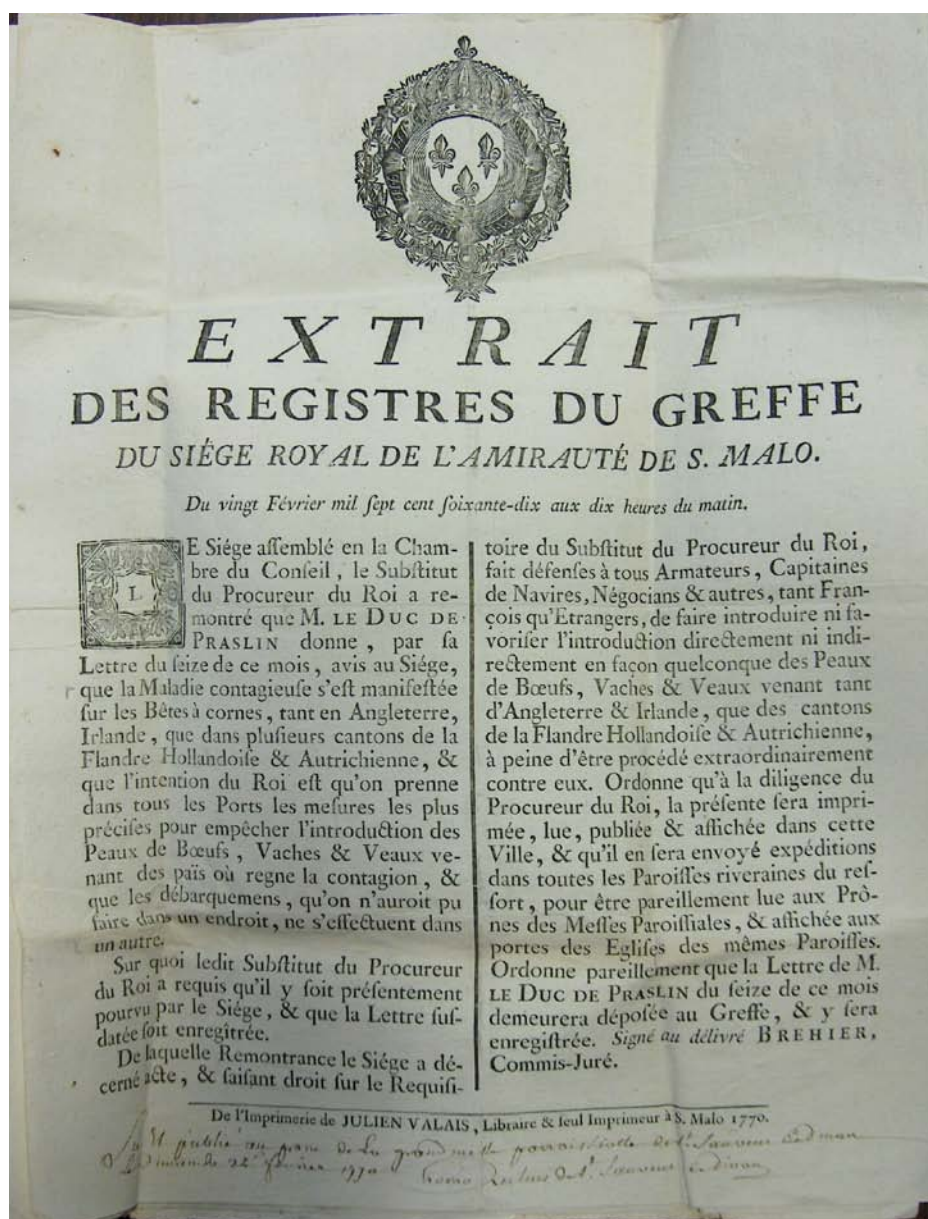 EXTRAIT
DES REGISTRES DU GREFFE
DU SIÉGE ROYAL DE L'AMIRAUTÉ DE S. MALO.
Du vingt Février mil ſept cent ſoixante-dix aux dix heures du matin.
LE Siége aſſemblé en la Cham-
bre du Conſeil, le Subſtitut
du Procureur du Roi a re-
montré que M. LE DUC DE
PRASLIN donne, par ſa
Lettre du ſeize de ce mois, avis au Siége,
que la Maladie contagieuſe s'eſt manifeſtée
ſur les Bêtes à cornes, tant en Angleterre,
Irlande, que dans pluſieurs cantons de la
Flandre Hollandoiſe & Autrichienne, &
que l'intention du Roi eſt qu'on prenne
dans tous les Ports les meſures les plus
préciſes pour empêcher l'introduction des
Peaux de Bœufs, Vaches & Veaux ve-
nant des païs où regne la contagion, &
que les débarquemens, qu'on n'auroit pu
faire dans un endroit, ne s'effectuent dans
un autre.
Sur quoi ledit Subſtitut du Procureur
du Roi a requis qu'il y ſoit préſentement
pourvu par le Siége, & que la Lettre ſuſ-
datée ſoit enregîtrée.
De laquelle Remontrance le Siége a dé-
cerné acte, & faiſant droit ſur le Requiſi-
toire du Subſtitut du Procureur du Roi,
fait défenſes à tous Armateurs, Capitaines
de Navires, Négocians & autres, tant Fran-
çois qu'Etrangers, de faire introduire ni fa-
voriſer l'introduction directement ni indi-
rectement en façon quelconque des Peaux
de Bœufs, Vaches & Veaux venant tant
d'Angleterre & Irlande, que des cantons
de la Flandre Hollandoiſe & Autrichienne,
à peine d'être procédé extraordinairement
contre eux. Ordonne qu'à la diligence du
Procureur du Roi, la préſente ſera impri-
mée, lue, publiée & affichée dans cette
Ville, & qu'il en ſera envoyé expéditions
dans toutes les Paroiſſes riveraines du reſ-
ſort, pour être pareillement lue aux Prô-
nes des Meſſes Paroiſſiales, & affichée aux
portes des Egliſes des mêmes Paroiſſes.
Ordonne pareillement que la Lettre de M.
LE DUC DE PRASLIN du ſeize de ce mois
demeurera dépoſée au Greffe, & y ſera
enregiſtrée. Signé au délivré BREHIER,
Commis-Juré.
De l'Imprimerie de JULIEN VALAIS, Libraire & ſeul Imprimeur à S. Malo 1770.
publié au prone de La grand meſſe parroissialle de St Sauveur
février 1770 de St Sauveur